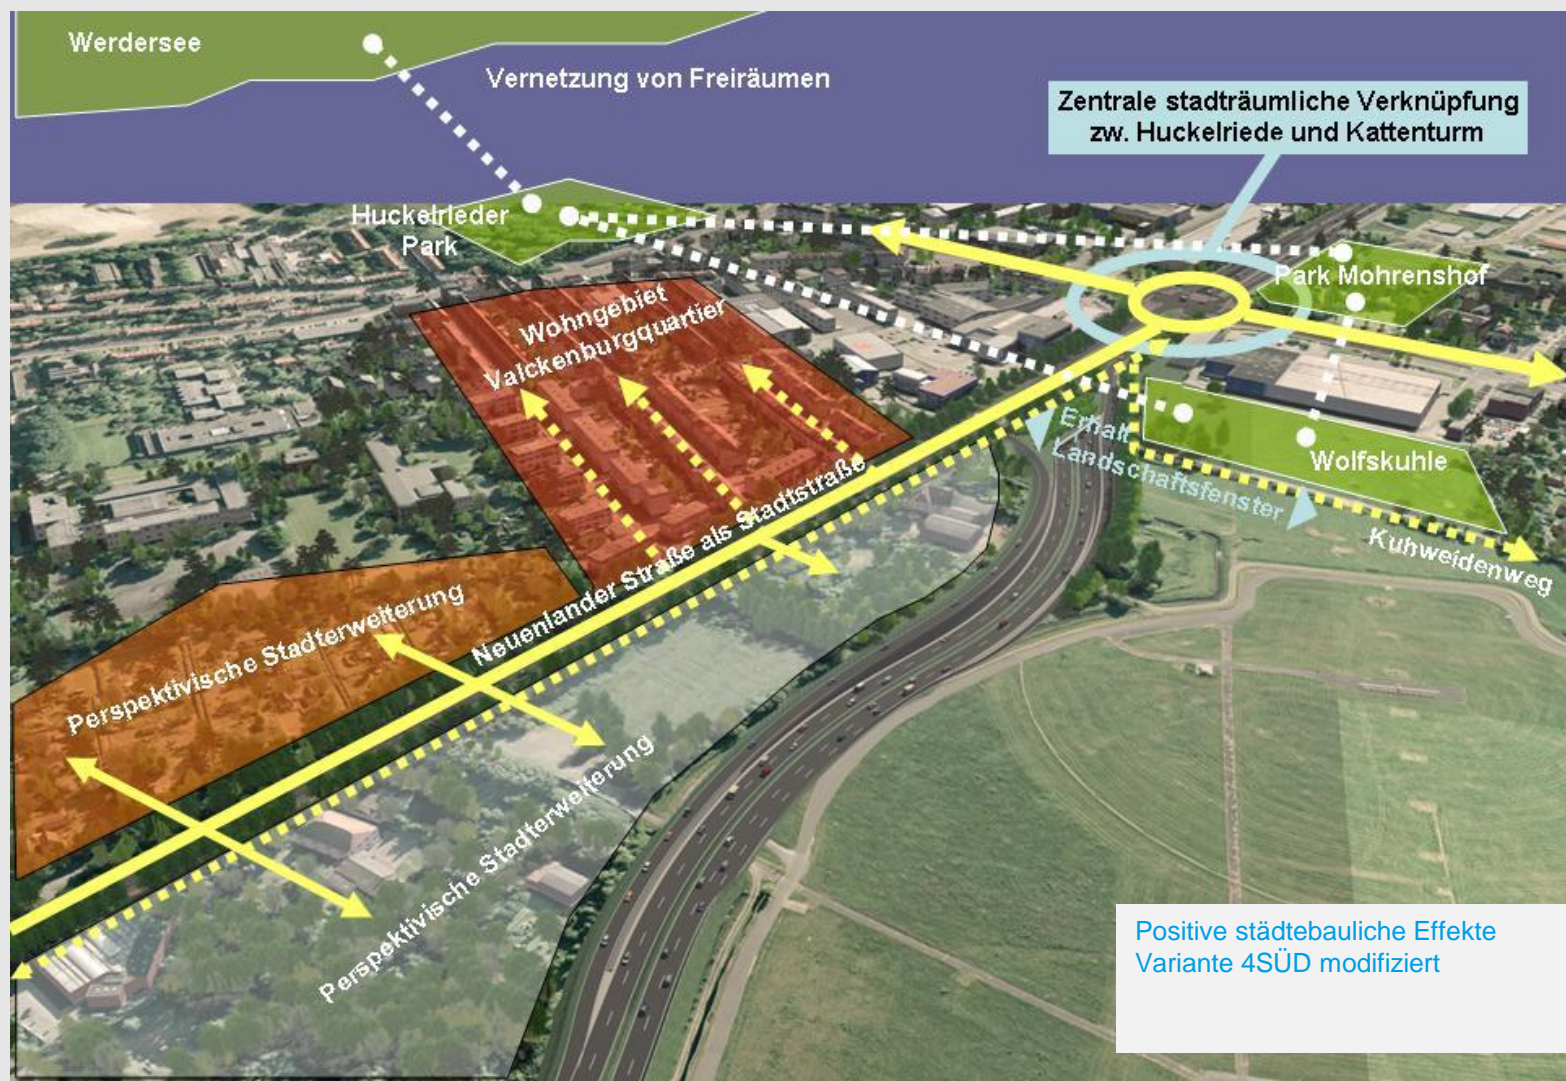 Werdersee
Vernetzung von Freiräumen
Zentrale stadträumliche Verknüpfung
zw. Huckelriede und Kattenturm
Huckelrieder
Park
Park Mohrenshof
Wohngebiet
Valckenburgquartier
Erhalt
Landschaftsfenster
Wolfskuhle
Kuhweidenweg
Neuenlander Straße als Stadtstraße
Perspektivische Stadterweiterung
Perspektivische Stadterweiterung
Positive städtebauliche Effekte
Variante 4SÜD modifiziert